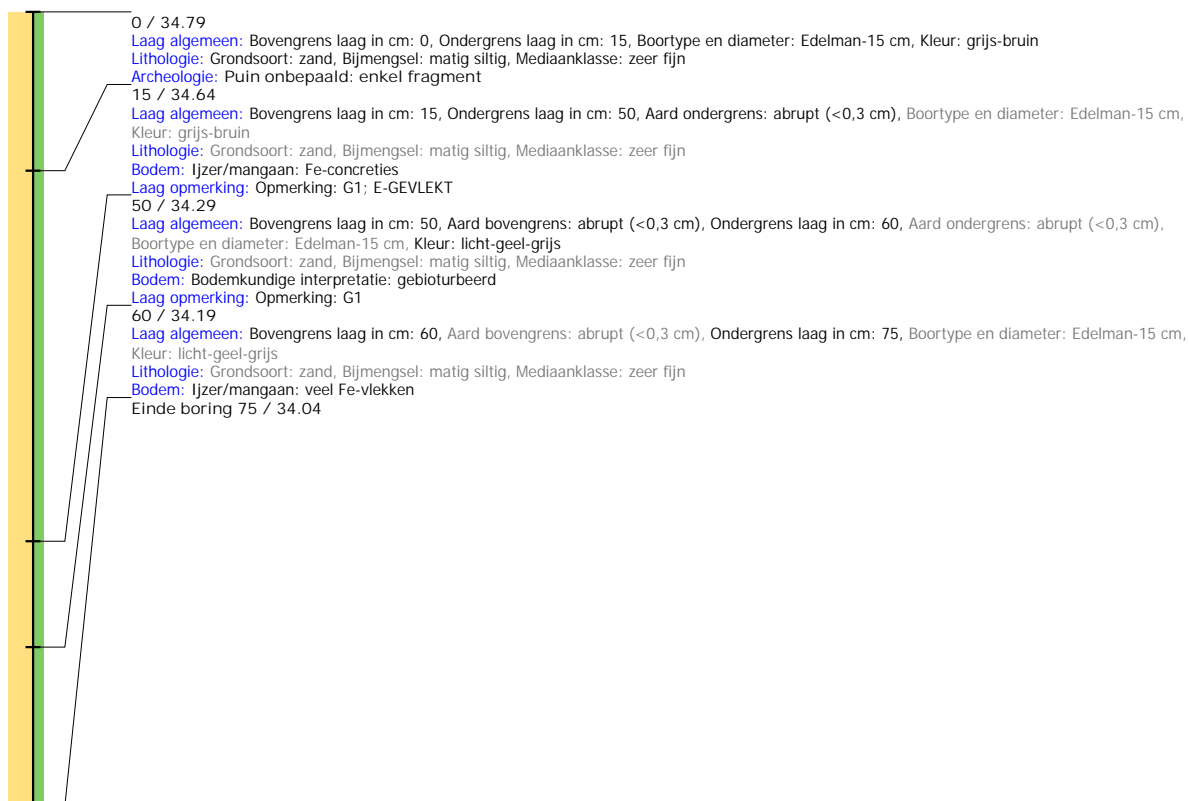 0 / 34.79
Laag algemeen: Bovengrens laag in cm: 0, Ondergrens laag in cm: 15, Boortype en diameter: Edelman-15 cm, Kleur: grijs-bruin
Lithologie: Grondsoort: zand, Bijmengsel: matig siltig, Mediaanklasse: zeer fijn
Archeologie: Puin onbepaald: enkel fragment
15 / 34.64
Laag algemeen: Bovengrens laag in cm: 15, Ondergrens laag in cm: 50, Aard ondergrens: abrupt (<0,3 cm), Boortype en diameter: Edelman-15 cm,
Kleur: grijs-bruin
Lithologie: Grondsoort: zand, Bijmengsel: matig siltig, Mediaanklasse: zeer fijn
Bodem: Ijzer/mangaan: Fe-concreties
Laag opmerking: Opmerking: G1; E-GEVLEKT
50 / 34.29
Laag algemeen: Bovengrens laag in cm: 50, Aard bovengrens: abrupt (<0,3 cm), Ondergrens laag in cm: 60, Aard ondergrens: abrupt (<0,3 cm),
Boortype en diameter: Edelman-15 cm, Kleur: licht-geel-grijs
Lithologie: Grondsoort: zand, Bijmengsel: matig siltig, Mediaanklasse: zeer fijn
Bodem: Bodemkundige interpretatie: gebioturbeerd
Laag opmerking: Opmerking: G1
60 / 34.19
Laag algemeen: Bovengrens laag in cm: 60, Aard bovengrens: abrupt (<0,3 cm), Ondergrens laag in cm: 75, Boortype en diameter: Edelman-15 cm,
Kleur: licht-geel-grijs
Lithologie: Grondsoort: zand, Bijmengsel: matig siltig, Mediaanklasse: zeer fijn
Bodem: Ijzer/mangaan: veel Fe-vlekken
Einde boring 75 / 34.04